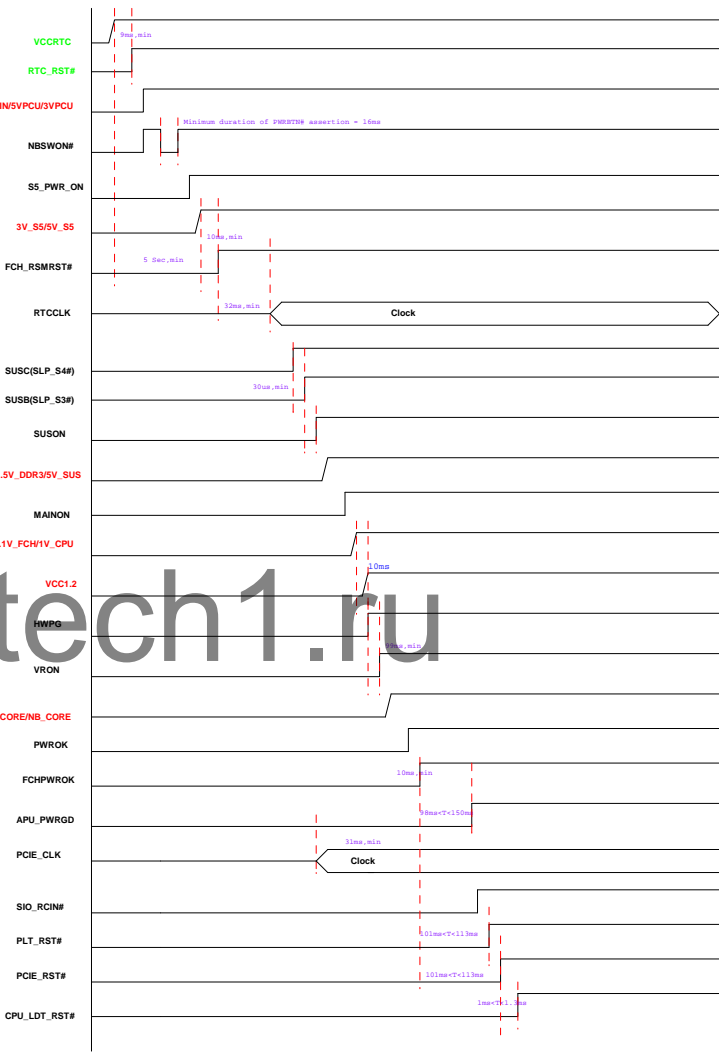 VCCRTC
9ms,min
RTC_RST#
IN/5VPCU/3VPCU
Minimum duration of PWRBTN# assertion = 16ms
NBSWON#
S5_PWR_ON
3V_S5/5V_S5
10ms,min
FCH_RSMRST#
5 Sec,min
32ms,min
RTCCLK
Clock
SUSC(SLP_S4#)
30us,min
SUSB(SLP_S3#)
SUSON
.5V_DDR3/5V_SUS
MAINON
.1V_FCH/1V_CPU
10ms
VCC1.2
tech1.ru
HWPG
99ms,min
VRON
CORE/NB_CORE
PWROK
10ms,min
FCHPWROK
98ms<T<150ms
APU_PWRGD
31ms,min
PCIE_CLK
Clock
SIO_RCIN#
101ms<T<113ms
PLT_RST#
101ms<T<113ms
PCIE_RST#
1ms<T<1.3ms
CPU_LDT_RST#